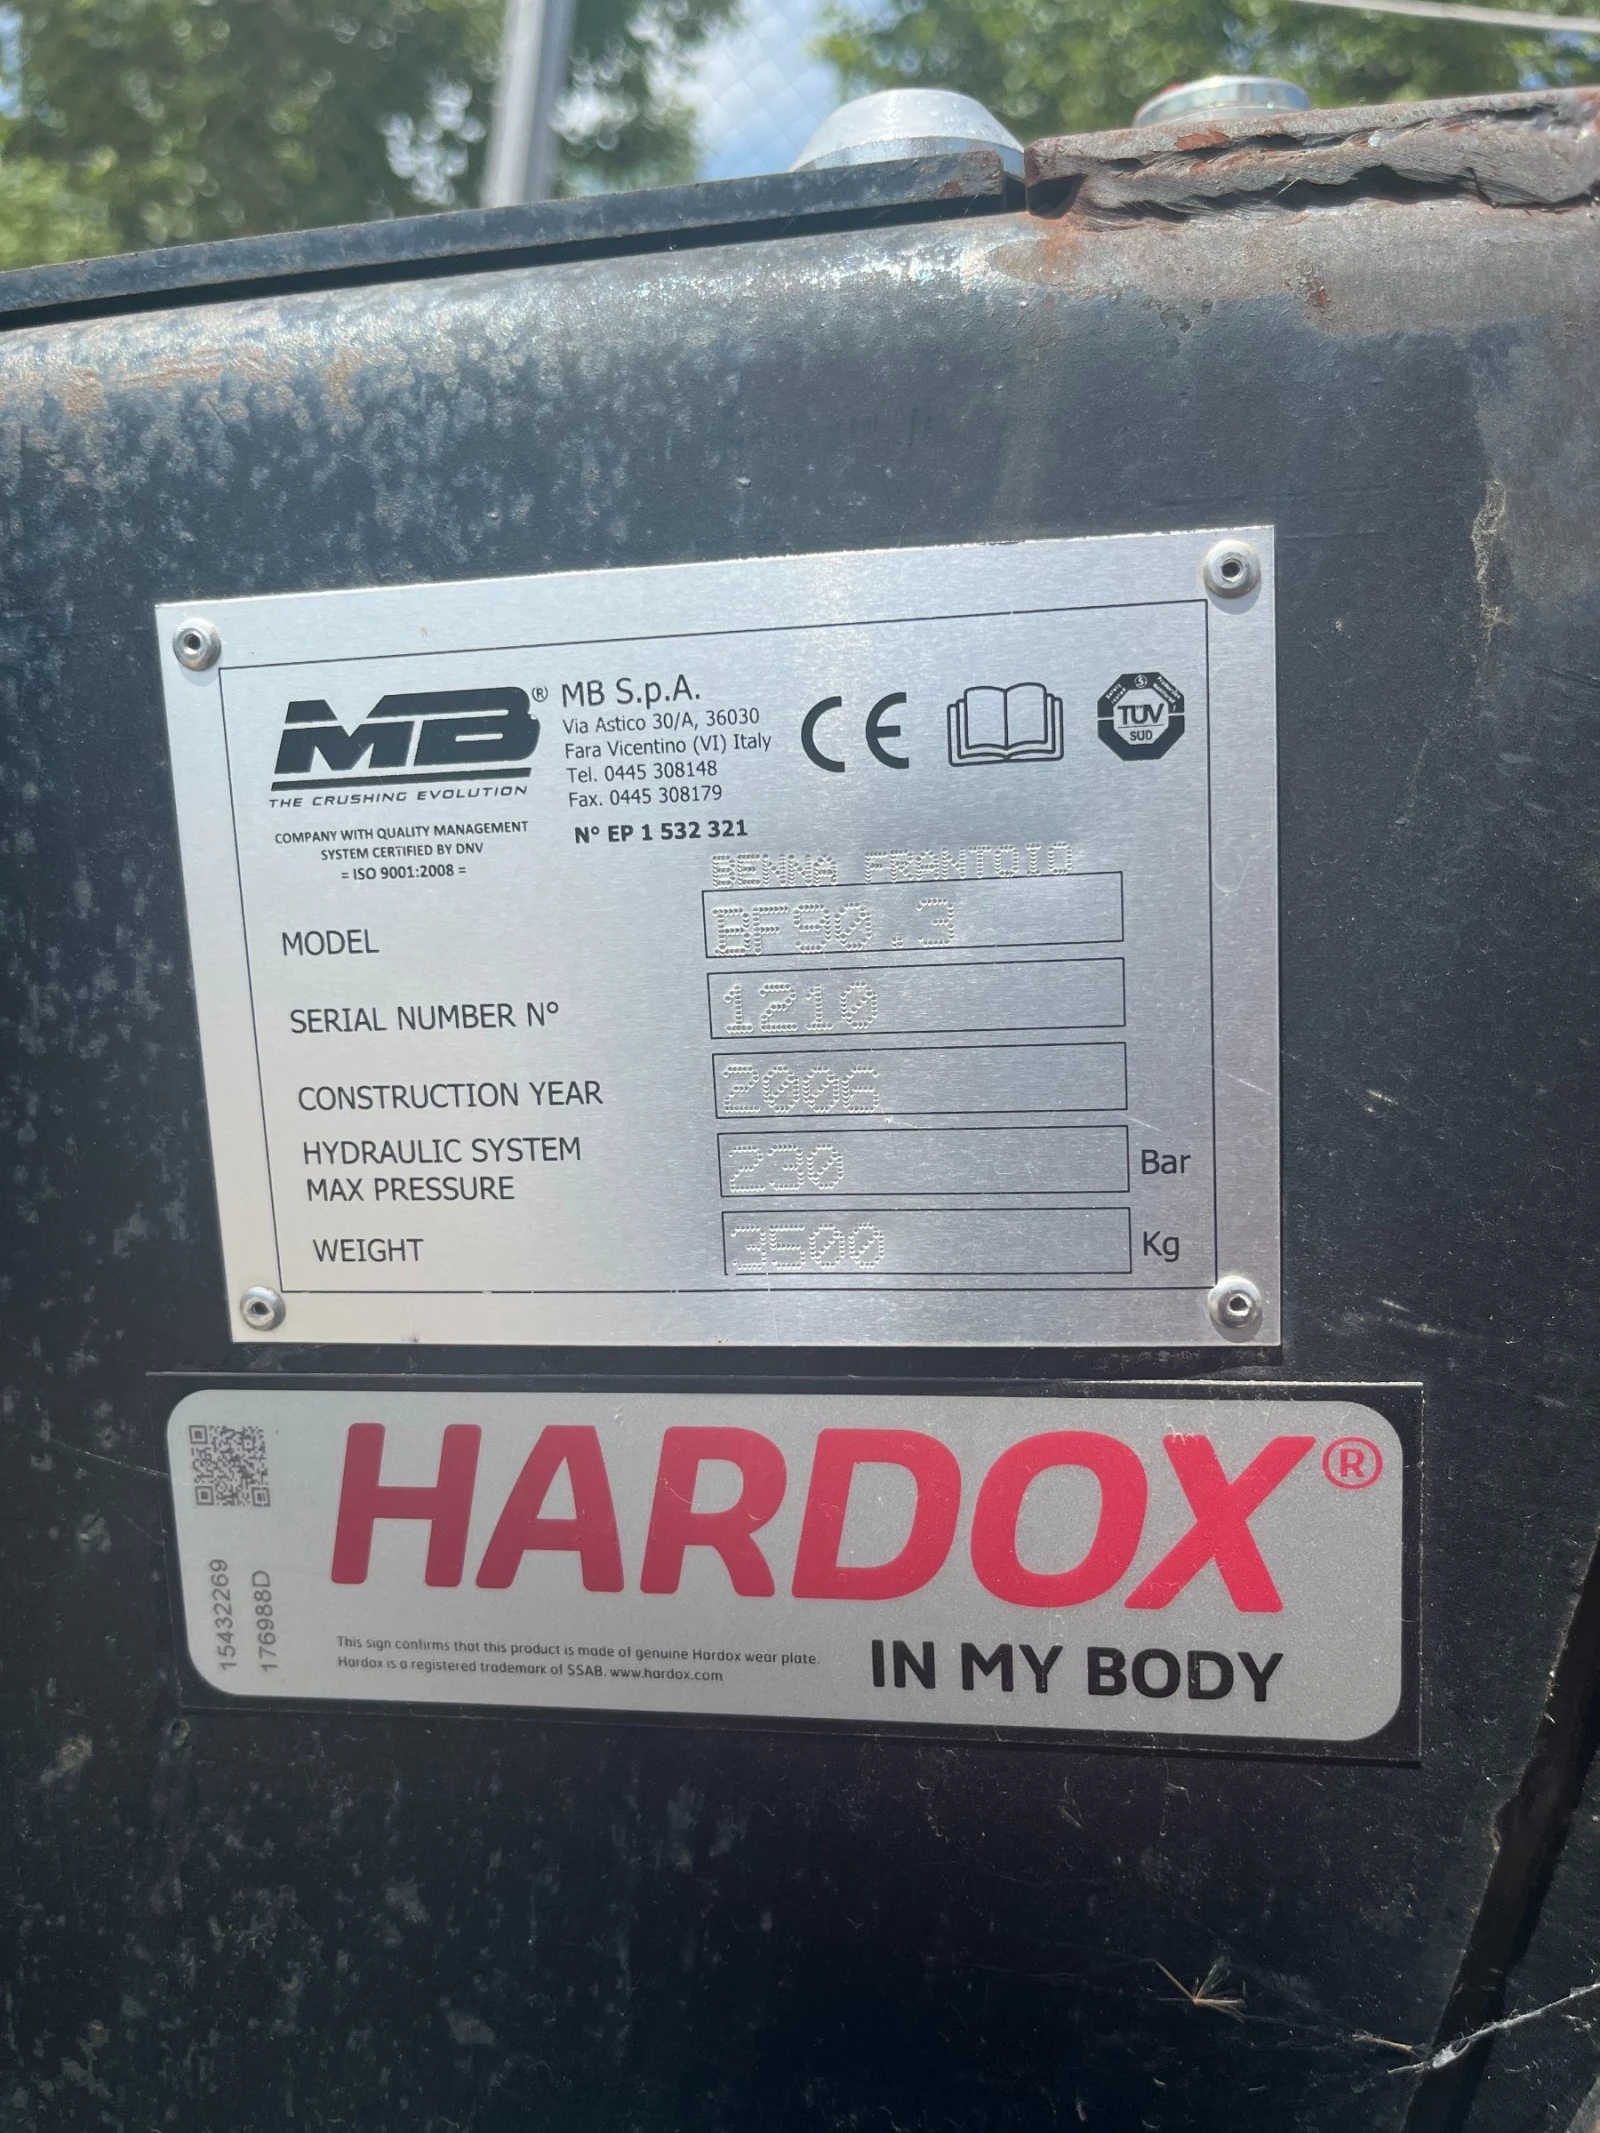 MB® MB S.p.A.
Via Astico 30/A, 36030
Fara Vicentino (VI) Italy
Tel. 0445 308148
Fax. 0445 308179
THE CRUSHING EVOLUTION
COMPANY WITH QUALITY MANAGEMENT
SYSTEM CERTIFIED BY DNV
= ISO 9001:2008 =
Nº EP 1 532 321
CE
TÜV
SÜD
BENNA FRANTOIO
MODEL BF90.3
SERIAL NUMBER Nº 1210
CONSTRUCTION YEAR 2006
HYDRAULIC SYSTEM
MAX PRESSURE 230 Bar
WEIGHT 3500 Kg
HARDOX®
IN MY BODY
This sign confirms that this product is made of genuine Hardox wear plate.
Hardox is a registered trademark of SSAB. www.hardox.com
15432269
176988D